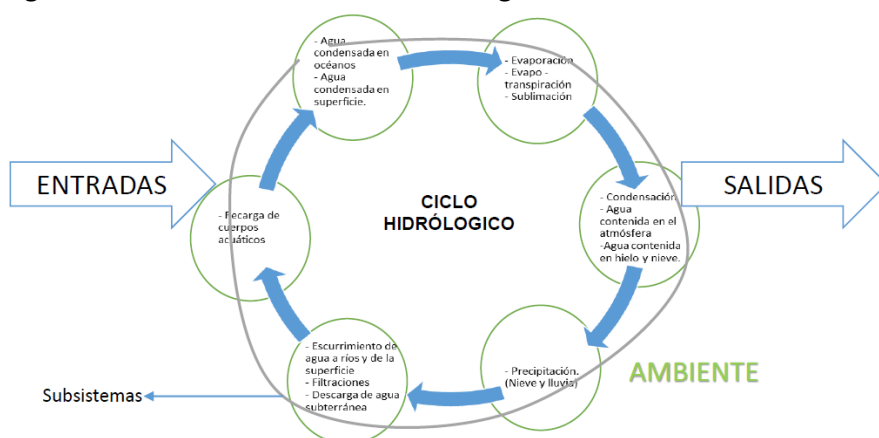 - Agua
condensada en
océanos
- Agua
condensada en
superficie.
- Evaporación
- Evapo -
transpiración
- Sublimación
ENTRADAS
SALIDAS
- Recarga de
cuerpos
acuáticos
CICLO
HIDRÓLOGICO
- Condensación.
- Agua
contenida en el
atmósfera
-Agua contenida
en hielo y nieve.
- Escurrimiento de
agua a ríos y de la
superficie
- Filtraciones
- Descarga de agua
subterránea
- Precipitación.
(Nieve y lluvia)
AMBIENTE
Subsistemas